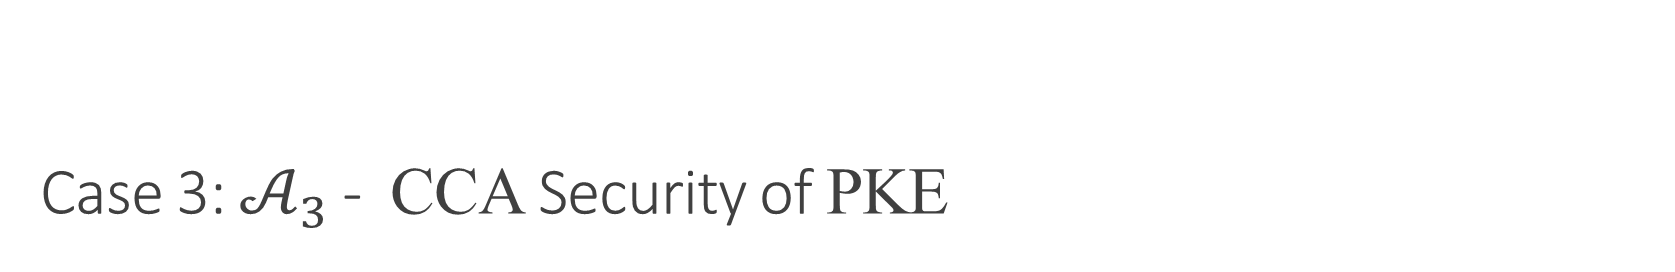 Case 3: 𝒜₃ - CCA Security of PKE